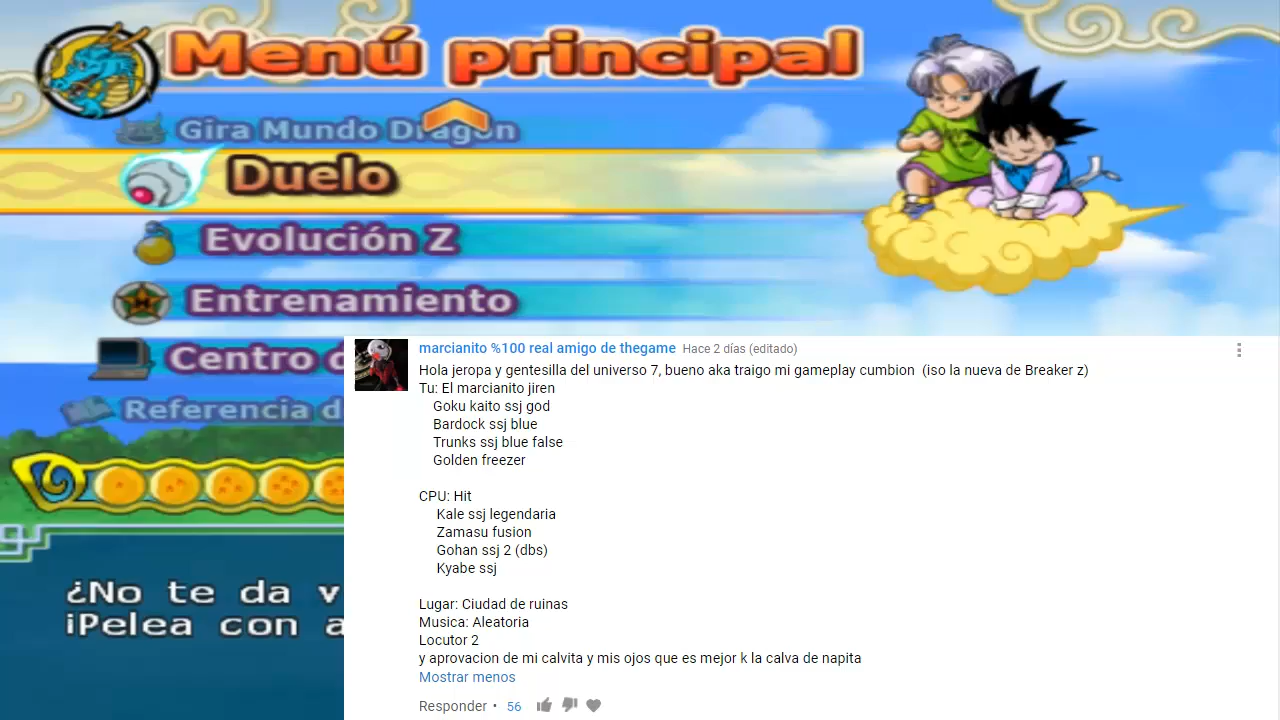 Menú principal
Gira Mundo Dragon
Duelo
Evolución Z
Entrenamiento
Centro d
Referencia d
¿No te da v
¡Pelea con a
marcianito %100 real amigo de thegame Hace 2 días (editado)
Hola jeropa y gentesilla del universo 7, bueno aka traigo mi gameplay cumbion (iso la nueva de Breaker z)
Tu: El marcianito jiren
Goku kaito ssj god
Bardock ssj blue
Trunks ssj blue false
Golden freezer
CPU: Hit
Kale ssj legendaria
Zamasu fusion
Gohan ssj 2 (dbs)
Kyabe ssj
Lugar: Ciudad de ruinas
Musica: Aleatoria
Locutor 2
y aprovacion de mi calvita y mis ojos que es mejor k la calva de napita
Mostrar menos
Responder • 56